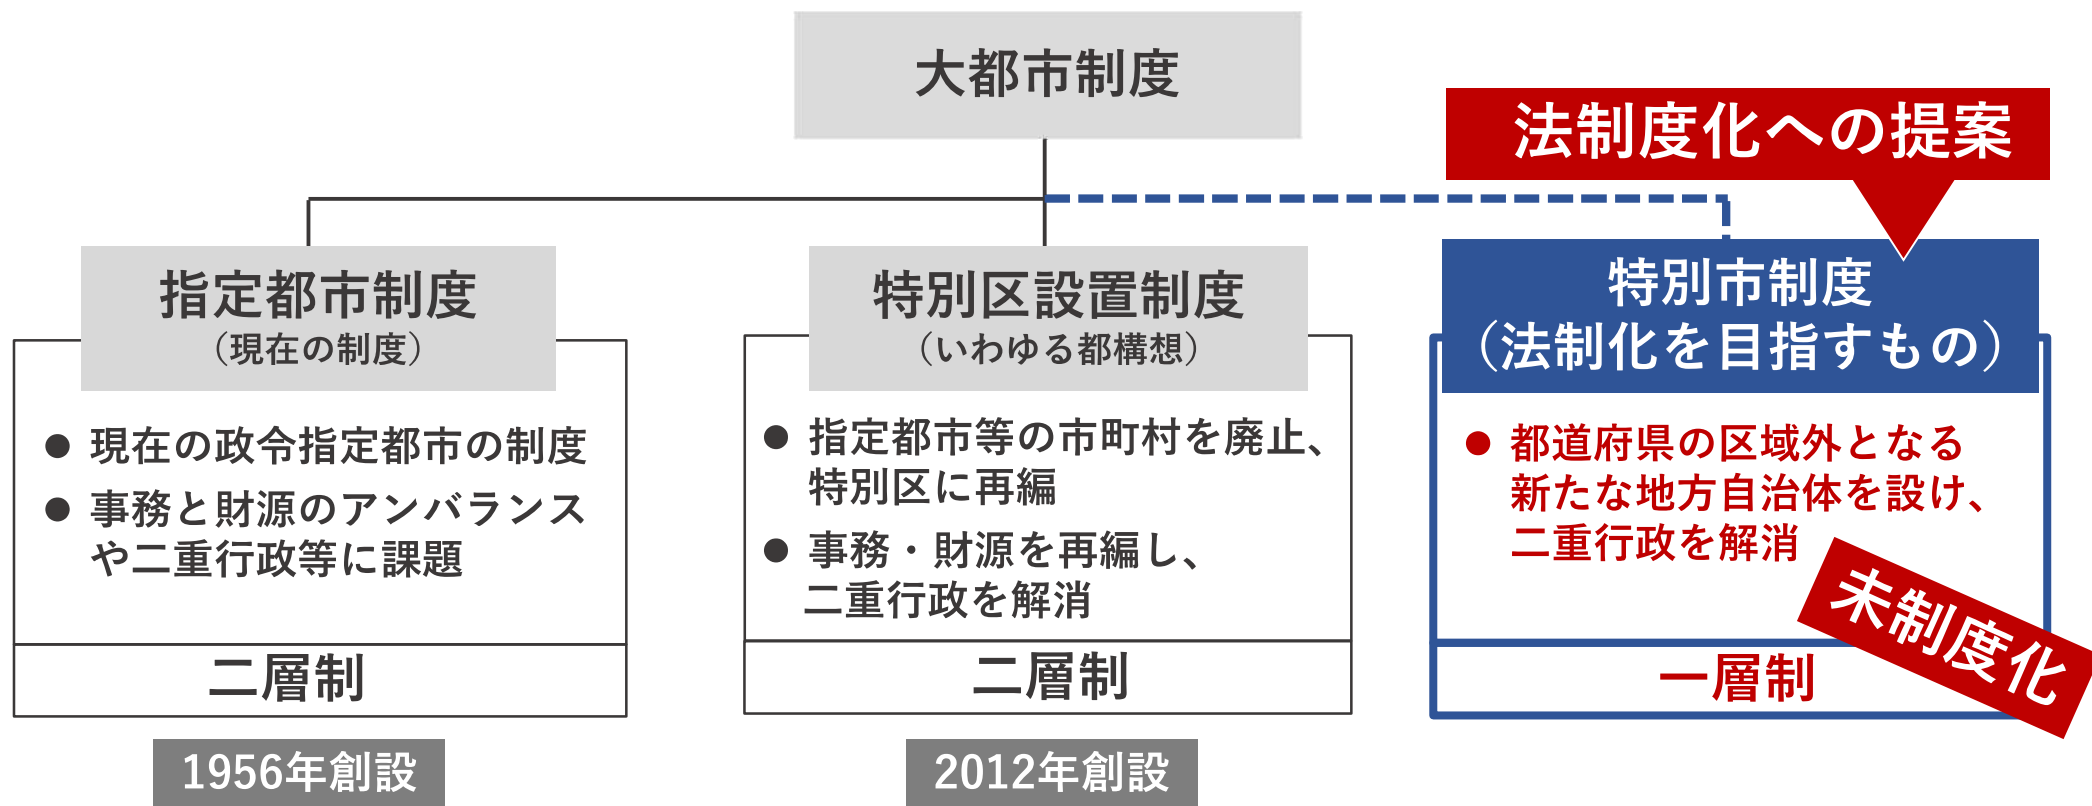 大都市制度
法制度化への提案
指定都市制度
（現在の制度）
● 現在の政令指定都市の制度
● 事務と財源のアンバランス
や二重行政等に課題
二層制
1956年創設
特別区設置制度
（いわゆる都構想）
● 指定都市等の市町村を廃止、
特別区に再編
● 事務・財源を再編し、
二重行政を解消
二層制
2012年創設
特別市制度
（法制化を目指すもの）
● 都道府県の区域外となる
新たな地方自治体を設け、
二重行政を解消
未制度化
一層制